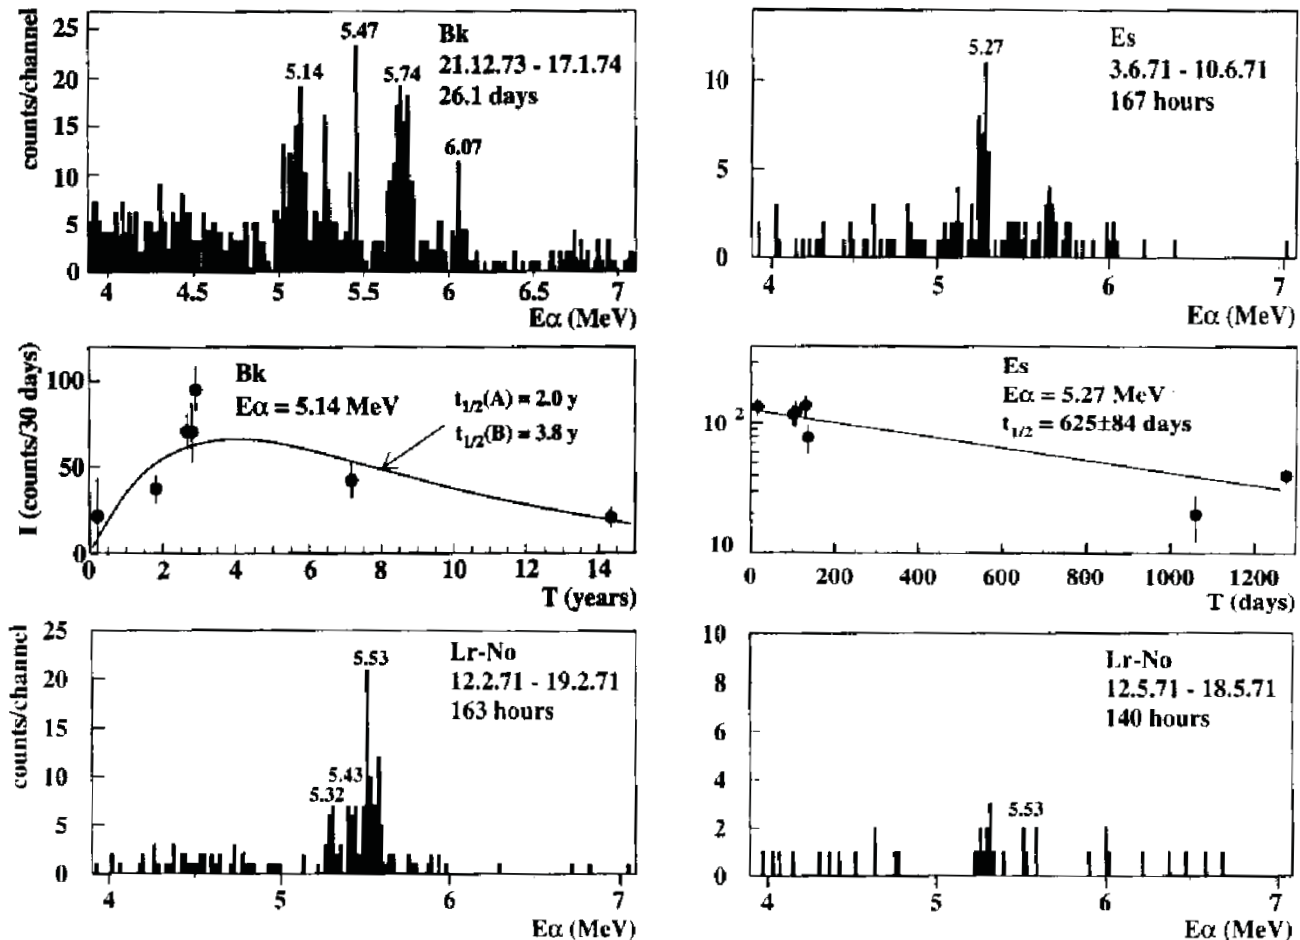 counts/channel
25
20
15
10
5
0
5.14
5.47
5.74
6.07
Bk
21.12.73 - 17.1.74
26.1 days
4
4.5
5
5.5
6
6.5
7
Eα (MeV)
10
5
0
5.27
Es
3.6.71 - 10.6.71
167 hours
4
5
6
7
Eα (MeV)
I (counts/30 days)
100
50
0
Bk
Eα = 5.14 MeV
t1/2(A) = 2.0 y
t1/2(B) = 3.8 y
0
2
4
6
8
10
12
14
T (years)
10 2
10
Es
Eα = 5.27 MeV
t1/2 = 625±84 days
0
200
400
600
800
1000
1200
T (days)
counts/channel
25
20
15
10
5
0
5.32
5.43
5.53
Lr-No
12.2.71 - 19.2.71
163 hours
4
5
6
7
Eα (MeV)
10
8
6
4
2
0
5.53
Lr-No
12.5.71 - 18.5.71
140 hours
4
5
6
7
Eα (MeV)